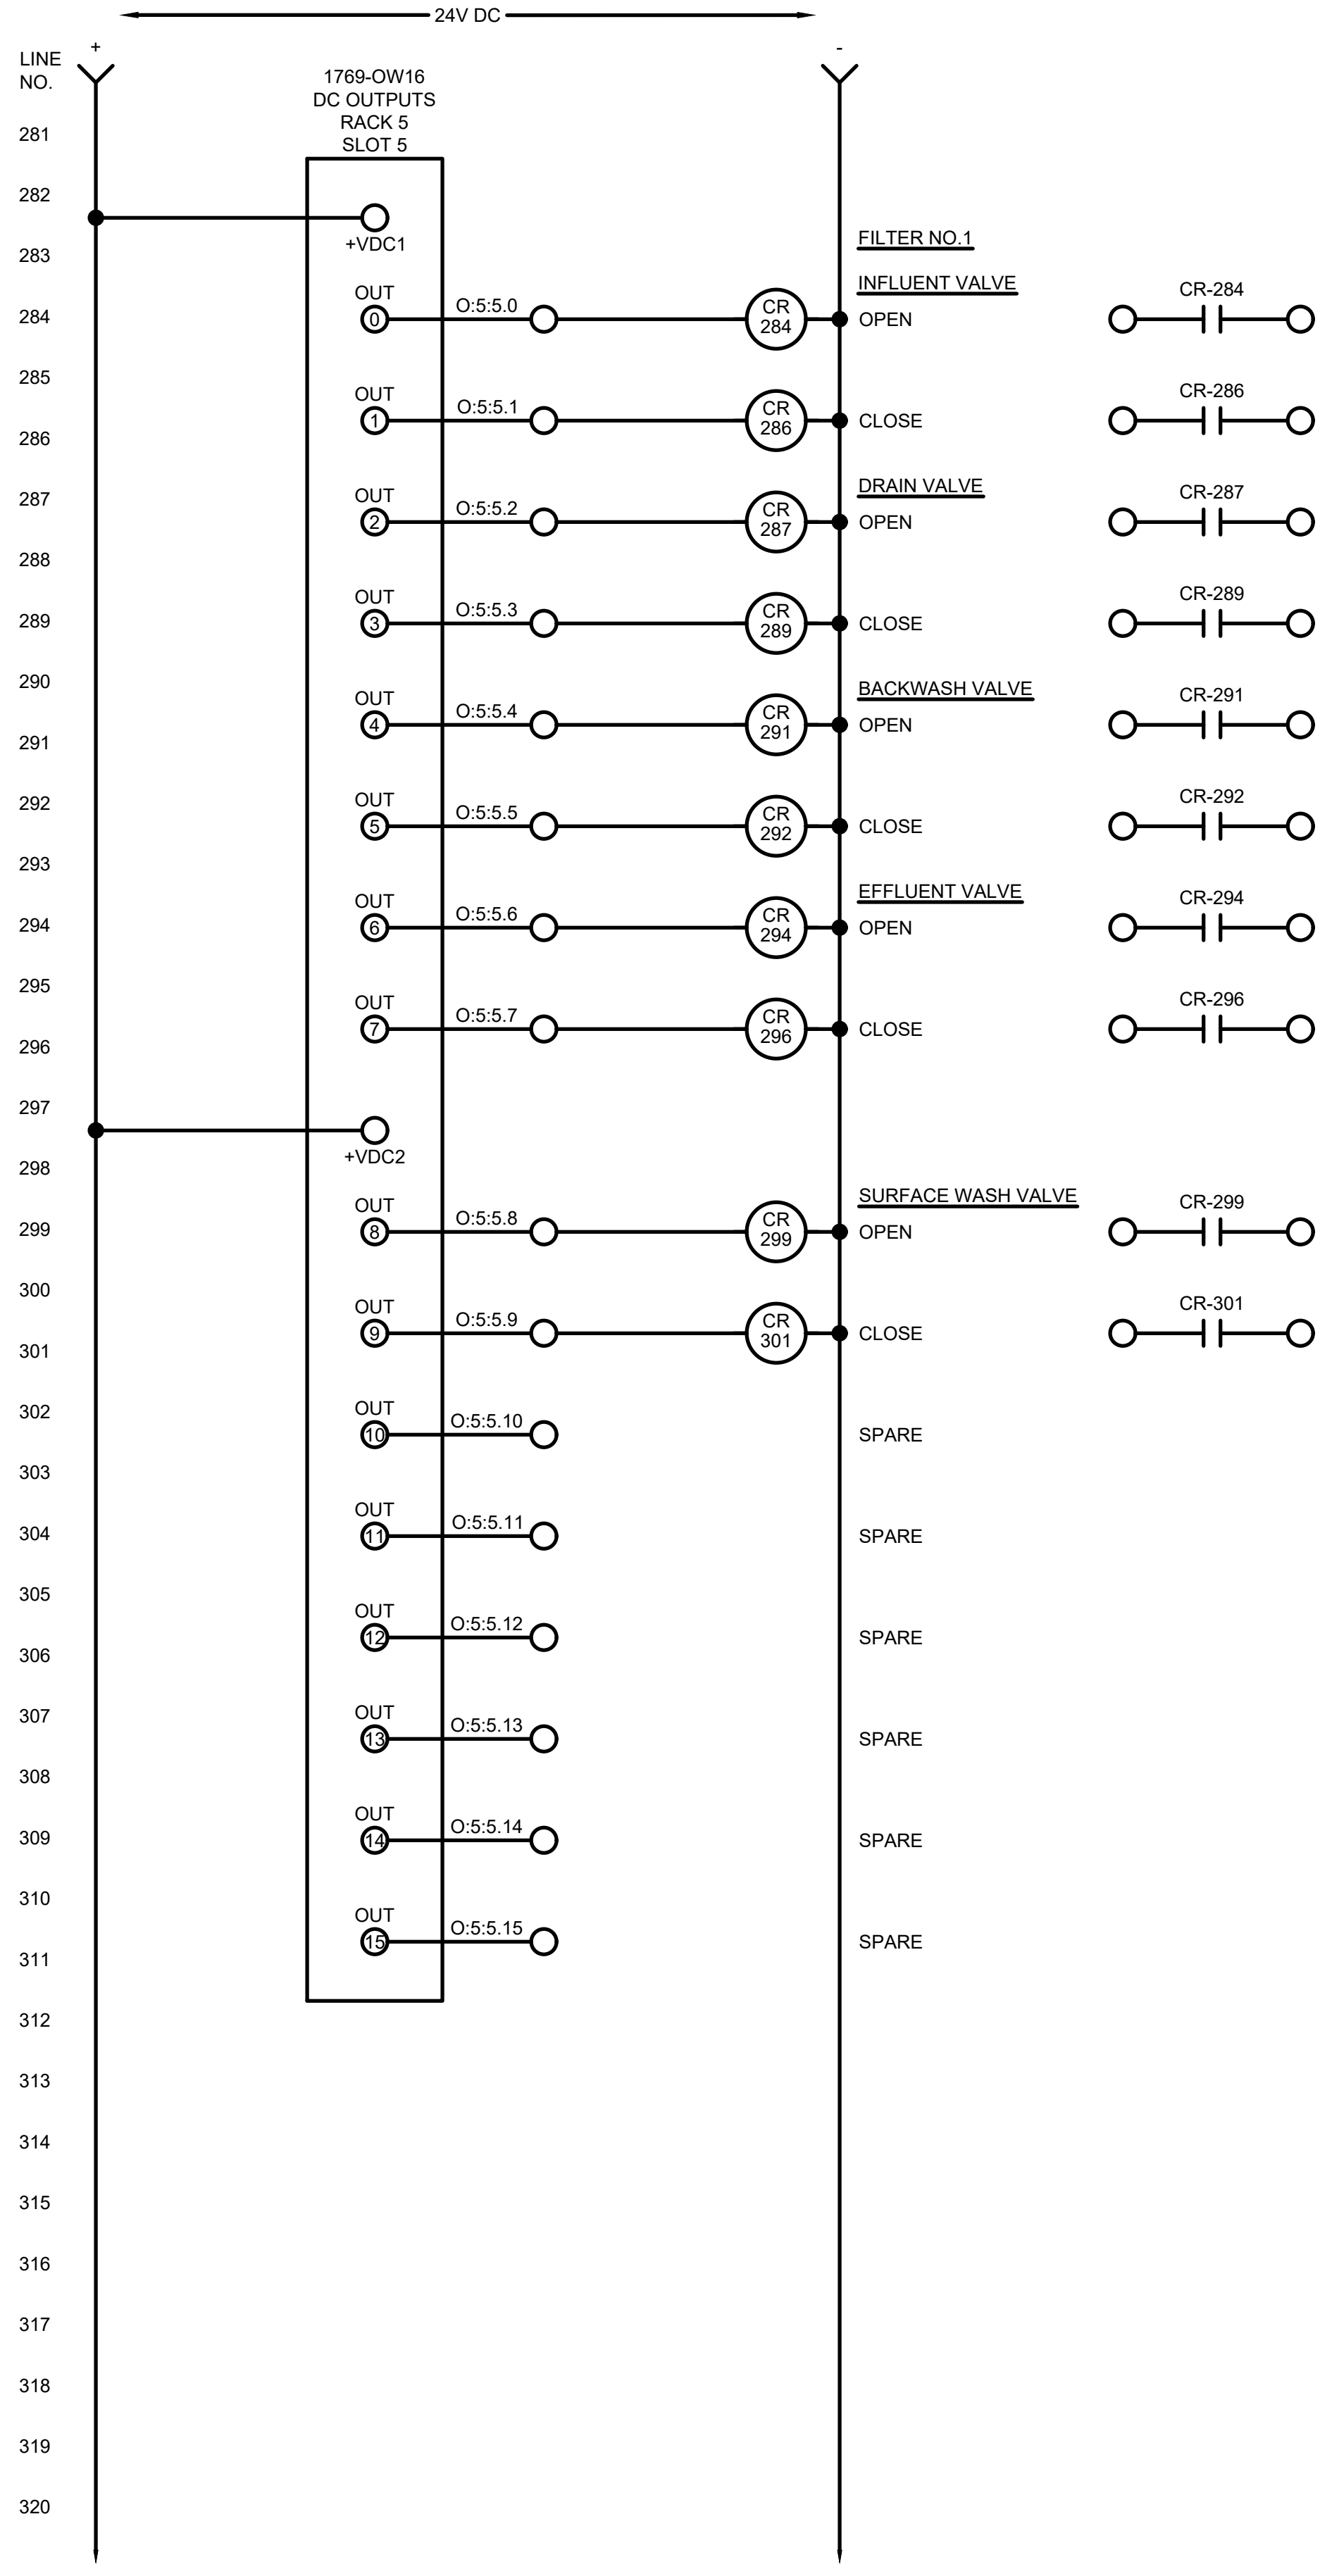 24V DC
+
-
LINE
NO.
1769-OW16
DC OUTPUTS
RACK 5
SLOT 5
281
282
+VDC1
FILTER NO.1
283
INFLUENT VALVE
OUT
CR-284
O:5:5.0
284
0
CR
284
OPEN
285
OUT
CR-286
O:5:5.1
1
CR
286
CLOSE
286
DRAIN VALVE
287
OUT
CR-287
O:5:5.2
2
CR
287
OPEN
288
OUT
CR-289
O:5:5.3
289
3
CR
289
CLOSE
290
BACKWASH VALVE
OUT
CR-291
O:5:5.4
4
CR
291
OPEN
291
292
OUT
CR-292
O:5:5.5
5
CR
292
CLOSE
293
EFFLUENT VALVE
OUT
CR-294
O:5:5.6
294
6
CR
294
OPEN
295
OUT
CR-296
O:5:5.7
7
CR
296
CLOSE
296
297
+VDC2
298
SURFACE WASH VALVE
OUT
CR-299
O:5:5.8
299
8
CR
299
OPEN
300
OUT
CR-301
O:5:5.9
9
CR
301
CLOSE
301
302
OUT
O:5:5.10
10
SPARE
303
OUT
O:5:5.11
304
11
SPARE
305
OUT
O:5:5.12
12
SPARE
306
307
OUT
O:5:5.13
13
SPARE
308
OUT
O:5:5.14
309
14
SPARE
310
OUT
O:5:5.15
15
SPARE
311
312
313
314
315
316
317
318
319
320